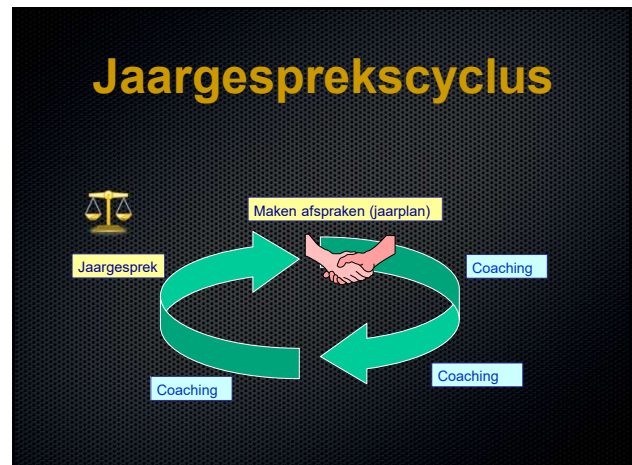 Jaargesprekscyclus
Maken afspraken (jaarplan)
Jaargesprek
Coaching
Coaching
Coaching